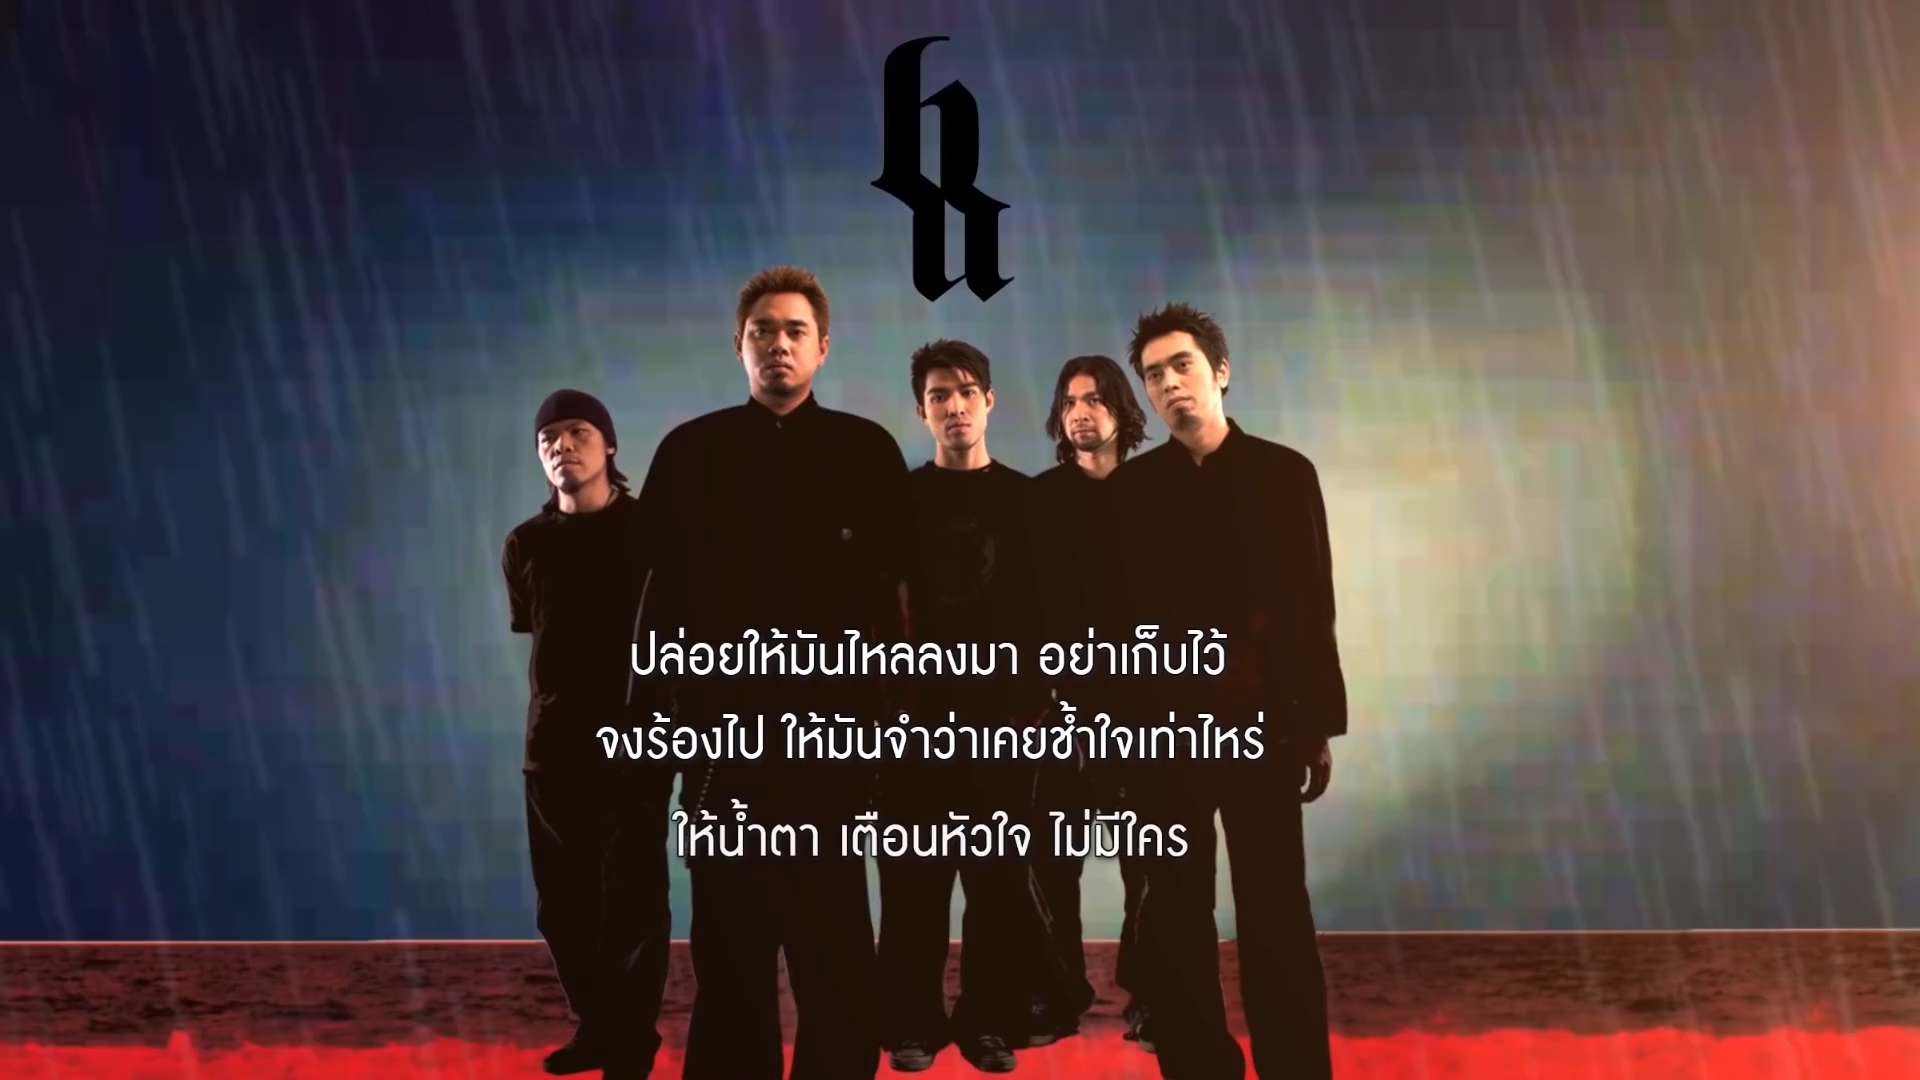 ปล่อยให้มันไหลลงมา อย่าเก็บไว้
จงร้องไป ให้มันจำว่าเคยช้ำใจเท่าไหร่
ให้น้ำตา เตือนหัวใจ ไม่มีใคร